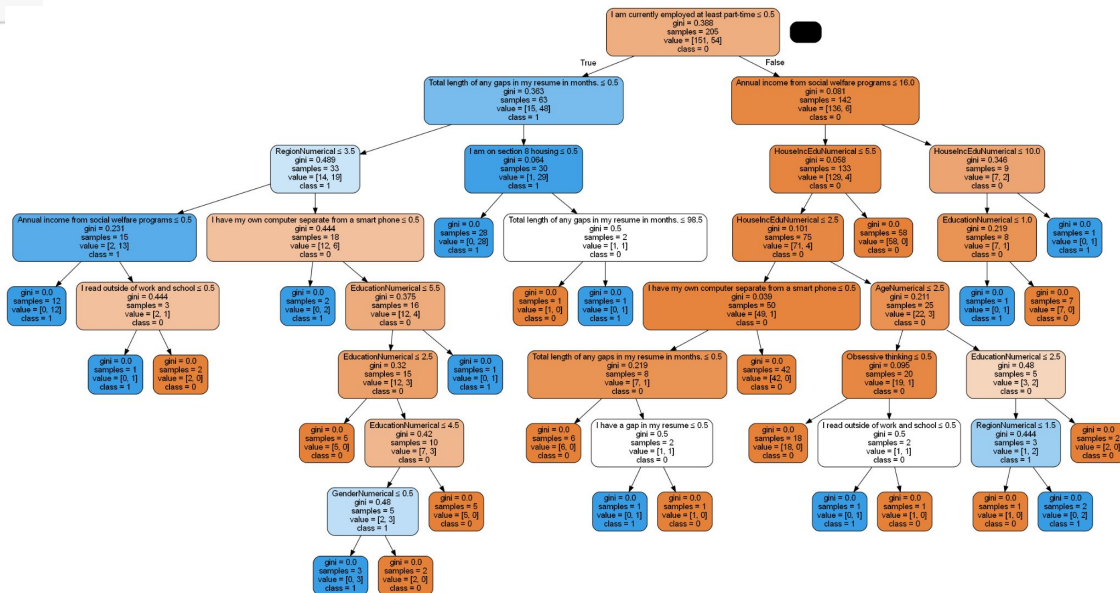 I am currently employed at least part-time ≤ 0.5
gini = 0.388
samples = 205
value = [151, 54]
class = 0
True
False
Total length of any gaps in my resume in months. ≤ 0.5
gini = 0.363
samples = 63
value = [15, 48]
class = 1
Annual income from social welfare programs ≤ 16.0
gini = 0.081
samples = 142
value = [136, 6]
class = 0
RegionNumerical ≤ 3.5
gini = 0.489
samples = 33
value = [14, 19]
class = 1
I am on section 8 housing ≤ 0.5
gini = 0.064
samples = 30
value = [1, 29]
class = 1
HouseIncEduNumerical ≤ 5.5
gini = 0.058
samples = 133
value = [129, 4]
class = 0
HouseIncEduNumerical ≤ 10.0
gini = 0.346
samples = 9
value = [7, 2]
class = 0
Annual income from social welfare programs ≤ 0.5
gini = 0.231
samples = 15
value = [2, 13]
class = 1
I have my own computer separate from a smart phone ≤ 0.5
gini = 0.444
samples = 18
value = [12, 6]
class = 0
gini = 0.0
samples = 28
value = [0, 28]
class = 1
Total length of any gaps in my resume in months. ≤ 98.5
gini = 0.5
samples = 2
value = [1, 1]
class = 0
HouseIncEduNumerical ≤ 2.5
gini = 0.101
samples = 75
value = [71, 4]
class = 0
gini = 0.0
samples = 58
value = [58, 0]
class = 0
EducationNumerical ≤ 1.0
gini = 0.219
samples = 8
value = [7, 1]
class = 0
gini = 0.0
samples = 1
value = [0, 1]
class = 1
gini = 0.0
samples = 12
value = [0, 12]
class = 1
I read outside of work and school ≤ 0.5
gini = 0.444
samples = 3
value = [2, 1]
class = 0
gini = 0.0
samples = 2
value = [0, 2]
class = 1
EducationNumerical ≤ 5.5
gini = 0.375
samples = 16
value = [12, 4]
class = 0
gini = 0.0
samples = 1
value = [1, 0]
class = 0
gini = 0.0
samples = 1
value = [0, 1]
class = 1
I have my own computer separate from a smart phone ≤ 0.5
gini = 0.039
samples = 50
value = [49, 1]
class = 0
AgeNumerical ≤ 2.5
gini = 0.211
samples = 25
value = [22, 3]
class = 0
gini = 0.0
samples = 1
value = [0, 1]
class = 1
gini = 0.0
samples = 7
value = [7, 0]
class = 0
gini = 0.0
samples = 1
value = [0, 1]
class = 1
gini = 0.0
samples = 2
value = [2, 0]
class = 0
EducationNumerical ≤ 2.5
gini = 0.32
samples = 15
value = [12, 3]
class = 0
gini = 0.0
samples = 1
value = [0, 1]
class = 1
Total length of any gaps in my resume in months. ≤ 0.5
gini = 0.219
samples = 8
value = [7, 1]
class = 0
gini = 0.0
samples = 42
value = [42, 0]
class = 0
Obsessive thinking ≤ 0.5
gini = 0.095
samples = 20
value = [19, 1]
class = 0
EducationNumerical ≤ 2.5
gini = 0.48
samples = 5
value = [3, 2]
class = 0
gini = 0.0
samples = 5
value = [5, 0]
class = 0
EducationNumerical ≤ 4.5
gini = 0.42
samples = 10
value = [7, 3]
class = 0
gini = 0.0
samples = 6
value = [6, 0]
class = 0
I have a gap in my resume ≤ 0.5
gini = 0.5
samples = 2
value = [1, 1]
class = 0
gini = 0.0
samples = 18
value = [18, 0]
class = 0
I read outside of work and school ≤ 0.5
gini = 0.5
samples = 2
value = [1, 1]
class = 0
RegionNumerical ≤ 1.5
gini = 0.444
samples = 3
value = [1, 2]
class = 1
gini = 0.0
samples = 2
value = [2, 0]
class = 0
GenderNumerical ≤ 0.5
gini = 0.48
samples = 5
value = [2, 3]
class = 1
gini = 0.0
samples = 5
value = [5, 0]
class = 0
gini = 0.0
samples = 1
value = [0, 1]
class = 1
gini = 0.0
samples = 1
value = [1, 0]
class = 0
gini = 0.0
samples = 1
value = [0, 1]
class = 1
gini = 0.0
samples = 1
value = [1, 0]
class = 0
gini = 0.0
samples = 1
value = [1, 0]
class = 0
gini = 0.0
samples = 2
value = [0, 2]
class = 1
gini = 0.0
samples = 3
value = [0, 3]
class = 1
gini = 0.0
samples = 2
value = [2, 0]
class = 0